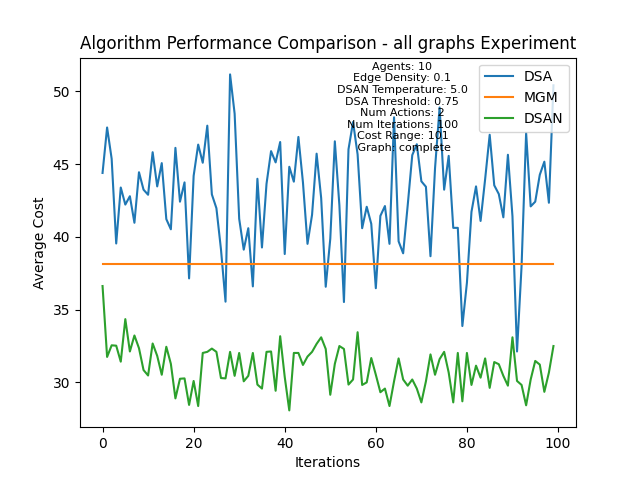 Algorithm Performance Comparison - all graphs Experiment
Agents: 10
Edge Density: 0.1
DSAN Temperature: 5.0
DSA Threshold: 0.75
Num Actions: 2
Num Iterations: 100
Cost Range: 101
Graph: complete
DSA
MGM
DSAN
Average Cost
50
45
40
35
30
0
20
40
60
80
100
Iterations